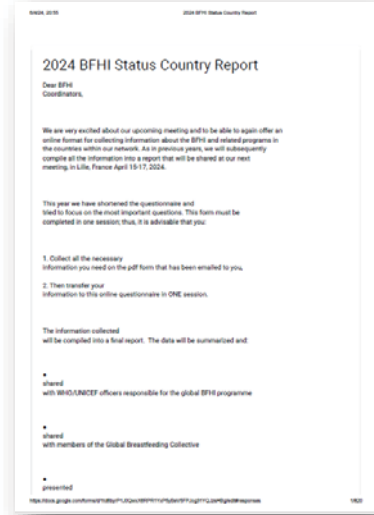 2024 BFHI Status Country Report
2024 BFHI Status Country Report
Dear BFHI
Coordinators,
We are very excited about our upcoming meeting and to be able to again offer an
online format for collecting information about the BFHI and related programs in
the countries within our network. As in previous years, we will subsequently
compile all the information into a report that will be shared at our next
meeting, in Lille, France April 15-17, 2024.
This year we have shortened the questionnaire and
tried to focus on the most important questions. This form must be
completed in one session; thus, it is advisable that you:
1. Collect all the necessary
information you need on the pdf form that has been emailed to you,
2. Then transfer your
information to this online questionnaire in ONE session.
The information collected
will be compiled into a final report. The data will be summarized and:
•
shared
with WHO/UNICEF officers responsible for the global BFHI programme
•
shared
with members of the Global Breastfeeding Collective
•
presented